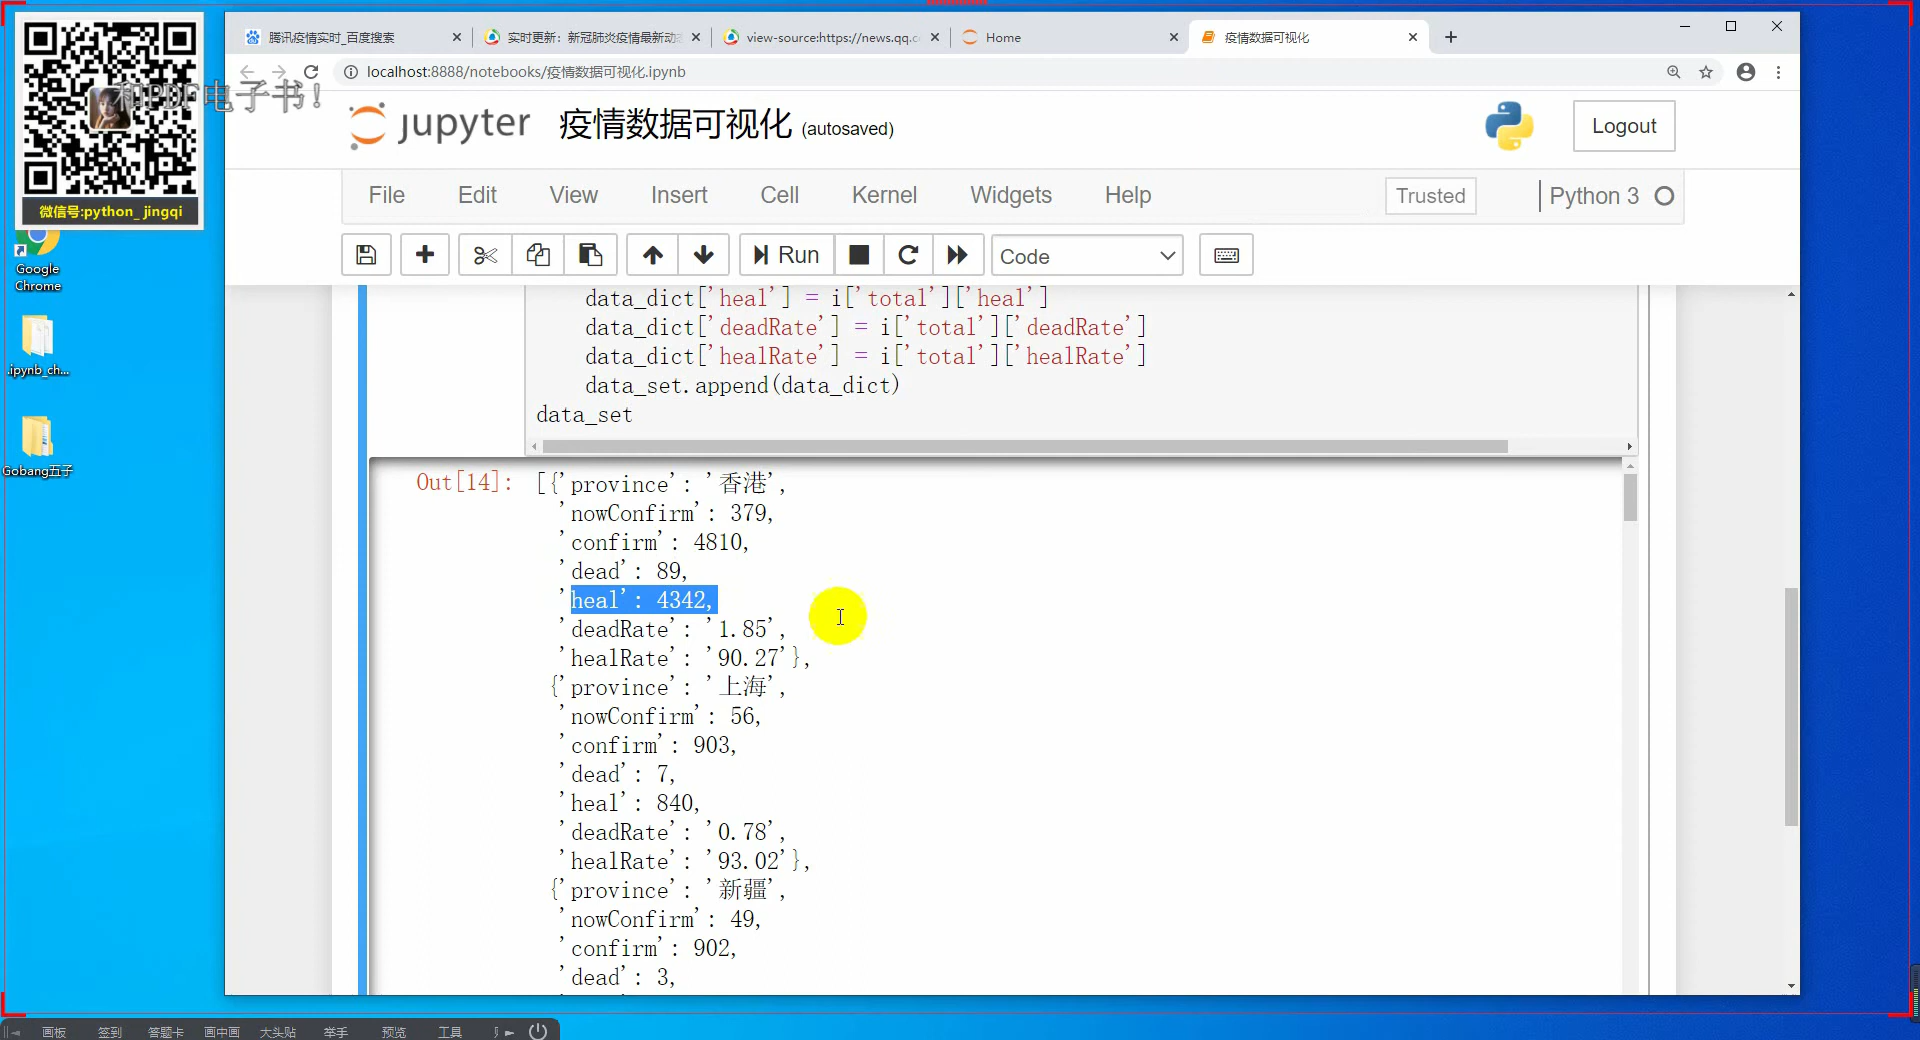 腾讯疫情实时_百度搜索
实时更新：新冠肺炎疫情最新动态
view-source:https://news.qq.c
Home
疫情数据可视化
localhost:8888/notebooks/疫情数据可视化.ipynb
和PDF电子书！
微信号:python_jingqi
jupyter 疫情数据可视化 (autosaved)
Logout
File Edit View Insert Cell Kernel Widgets Help
Trusted
Python 3
Run
Code
Google Chrome
.ipynb_ch...
Gobang五子
data_dict['heal'] = i['total']['heal']
data_dict['deadRate'] = i['total']['deadRate']
data_dict['healRate'] = i['total']['healRate']
data_set.append(data_dict)
data_set
Out[14]: [{'province': '香港',
'nowConfirm': 379,
'confirm': 4810,
'dead': 89,
'heal': 4342,
'deadRate': '1.85',
'healRate': '90.27'},
{'province': '上海',
'nowConfirm': 56,
'confirm': 903,
'dead': 7,
'heal': 840,
'deadRate': '0.78',
'healRate': '93.02'},
{'province': '新疆',
'nowConfirm': 49,
'confirm': 902,
'dead': 3,
画板 签到 答题卡 画中画 大头贴 举手 预览 工具